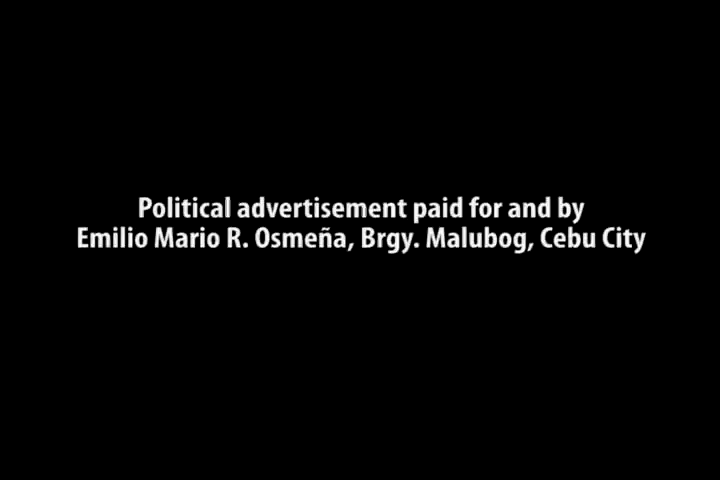 Political advertisement paid for and by
Emilio Mario R. Osmeña, Brgy. Malubog, Cebu City